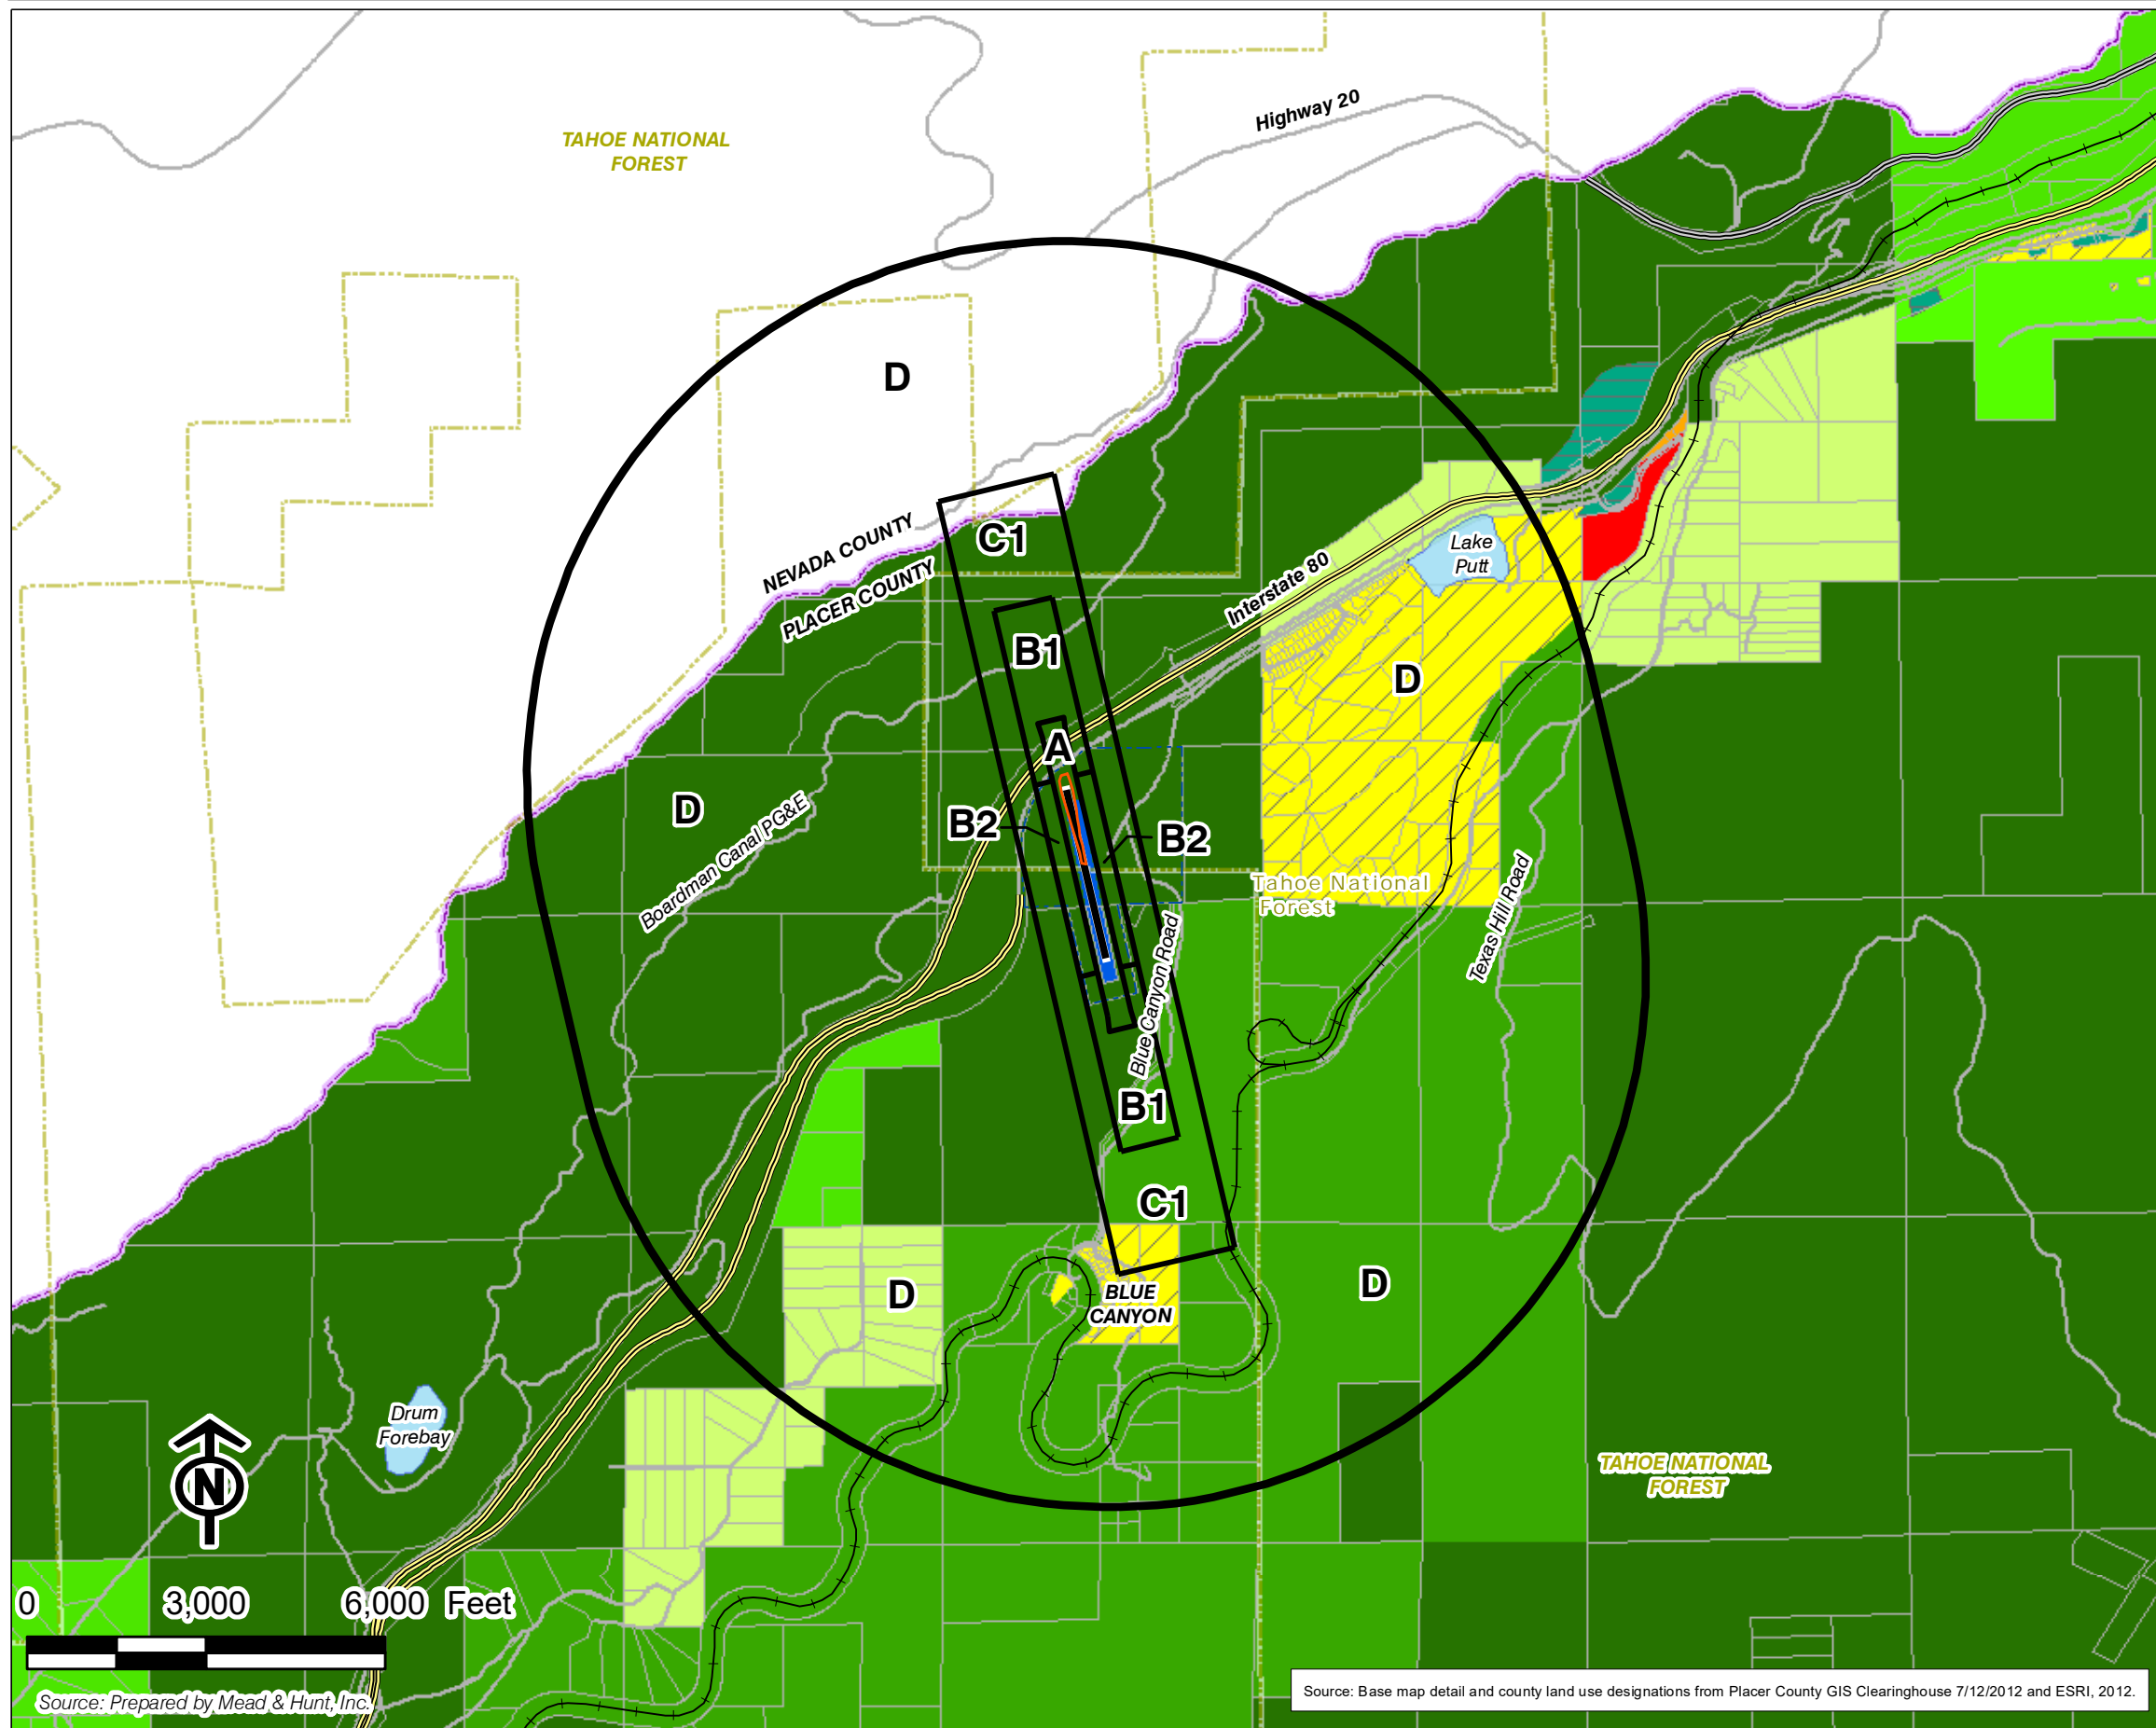 Highway 20
TAHOE NATIONAL
FOREST
D
NEVADA COUNTY
PLACER COUNTY
C1
Lake
Putt
Interstate 80
B1
D
A
D
B2
B2
Boardman Canal PG&E
Tahoe National
Forest
Texas Hill Road
Blue Canyon Road
B1
C1
D
D
BLUE
CANYON
Drum
Forebay
N
TAHOE NATIONAL
FOREST
0 3,000 6,000 Feet
Source: Prepared by Mead & Hunt, Inc.
Source: Base map detail and county land use designations from Placer County GIS Clearinghouse 7/12/2012 and ESRI, 2012.